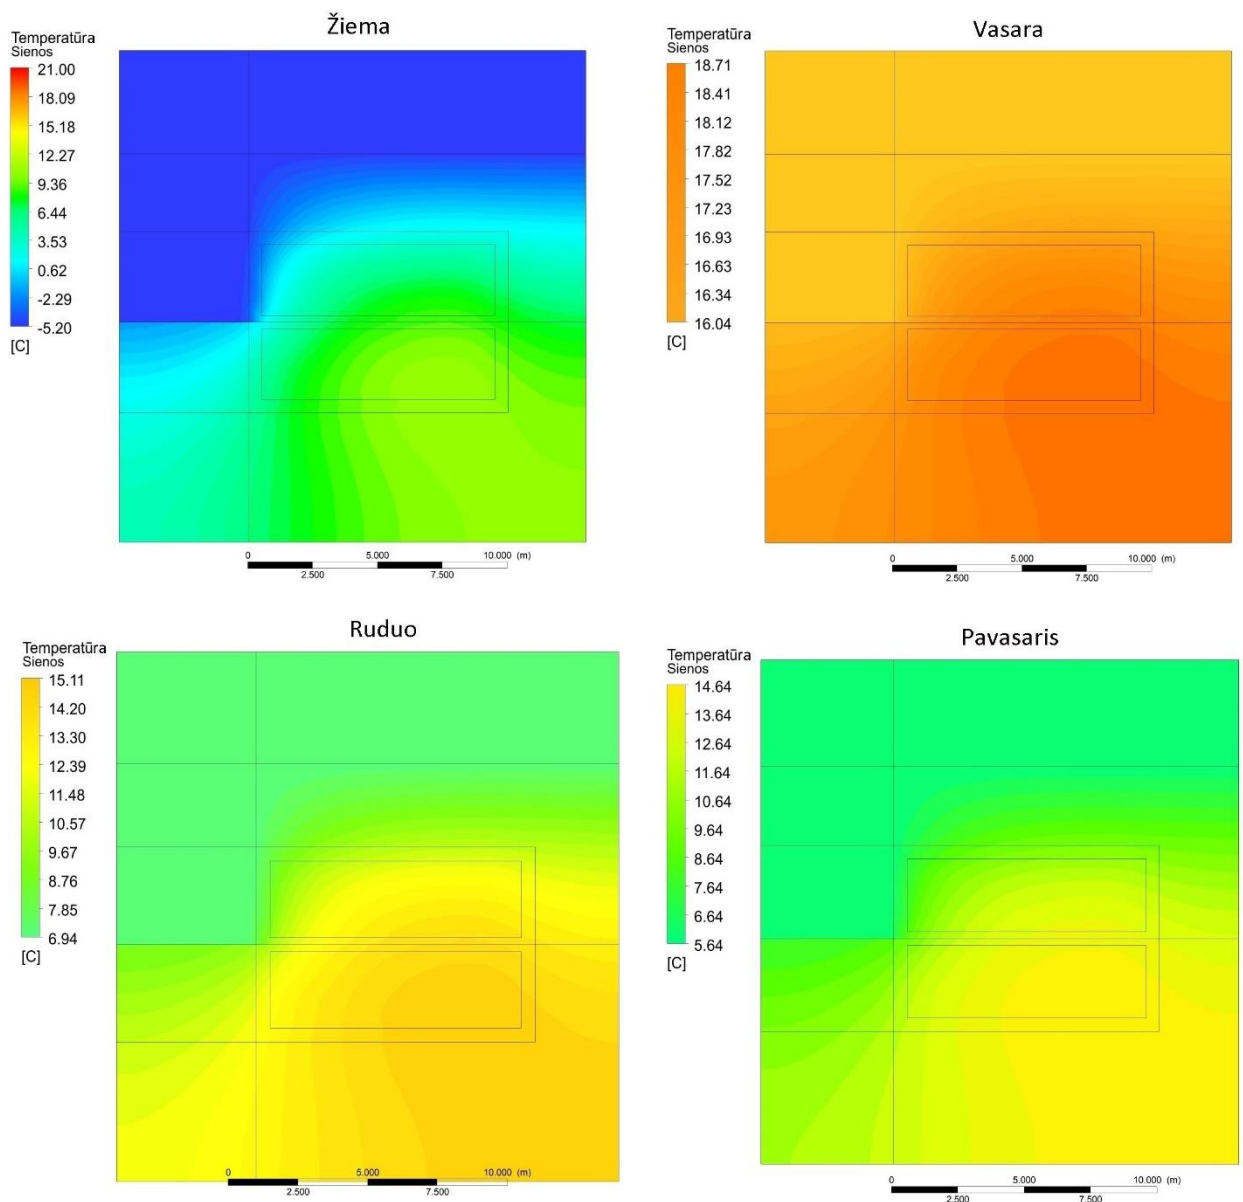 Žiema
Temperatūra
Sienos
21.00
18.09
15.18
12.27
9.36
6.44
3.53
0.62
-2.29
-5.20
[C]
0 5.000 10.000 (m)
2.500 7.500
Vasara
Temperatūra
Sienos
18.71
18.41
18.12
17.82
17.52
17.23
16.93
16.63
16.34
16.04
[C]
0 5.000 10.000 (m)
2.500 7.500
Ruduo
Temperatūra
Sienos
15.11
14.20
13.30
12.39
11.48
10.57
9.67
8.76
7.85
6.94
[C]
0 5.000 10.000 (m)
2.500 7.500
Pavasaris
Temperatūra
Sienos
14.64
13.64
12.64
11.64
10.64
9.64
8.64
7.64
6.64
5.64
[C]
0 5.000 10.000 (m)
2.500 7.500